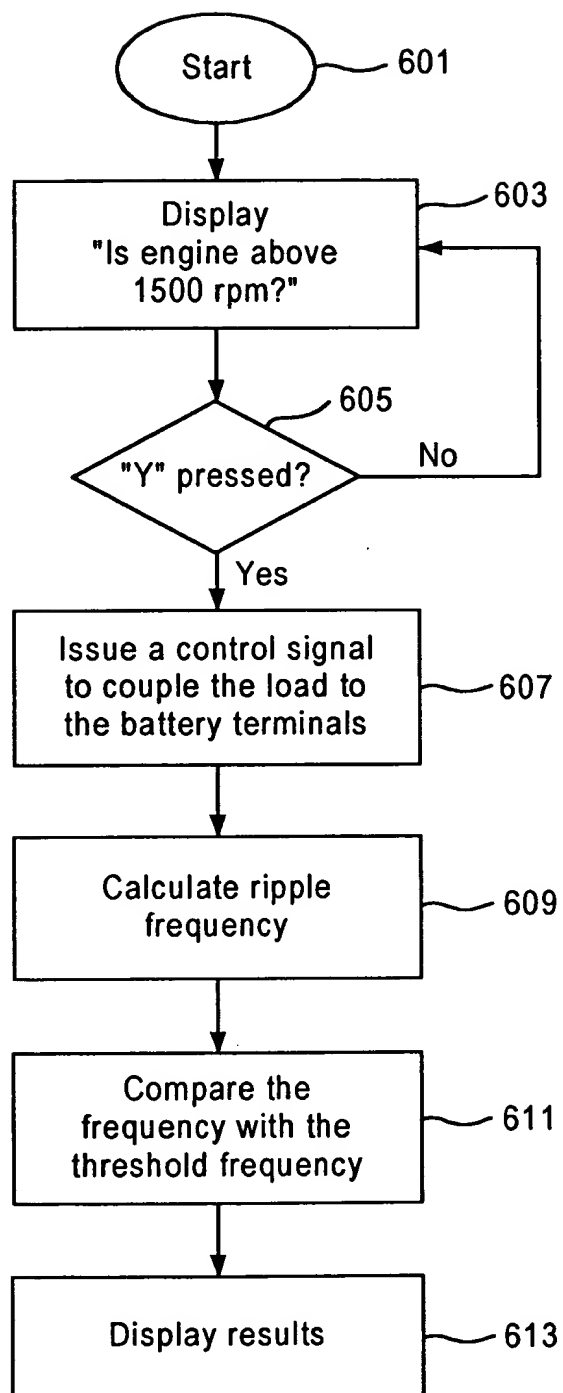 Start
601
Display
"Is engine above
1500 rpm?"
603
"Y" pressed?
605
No
Yes
Issue a control signal
to couple the load to
the battery terminals
607
Calculate ripple
frequency
609
Compare the
frequency with the
threshold frequency
611
Display results
613